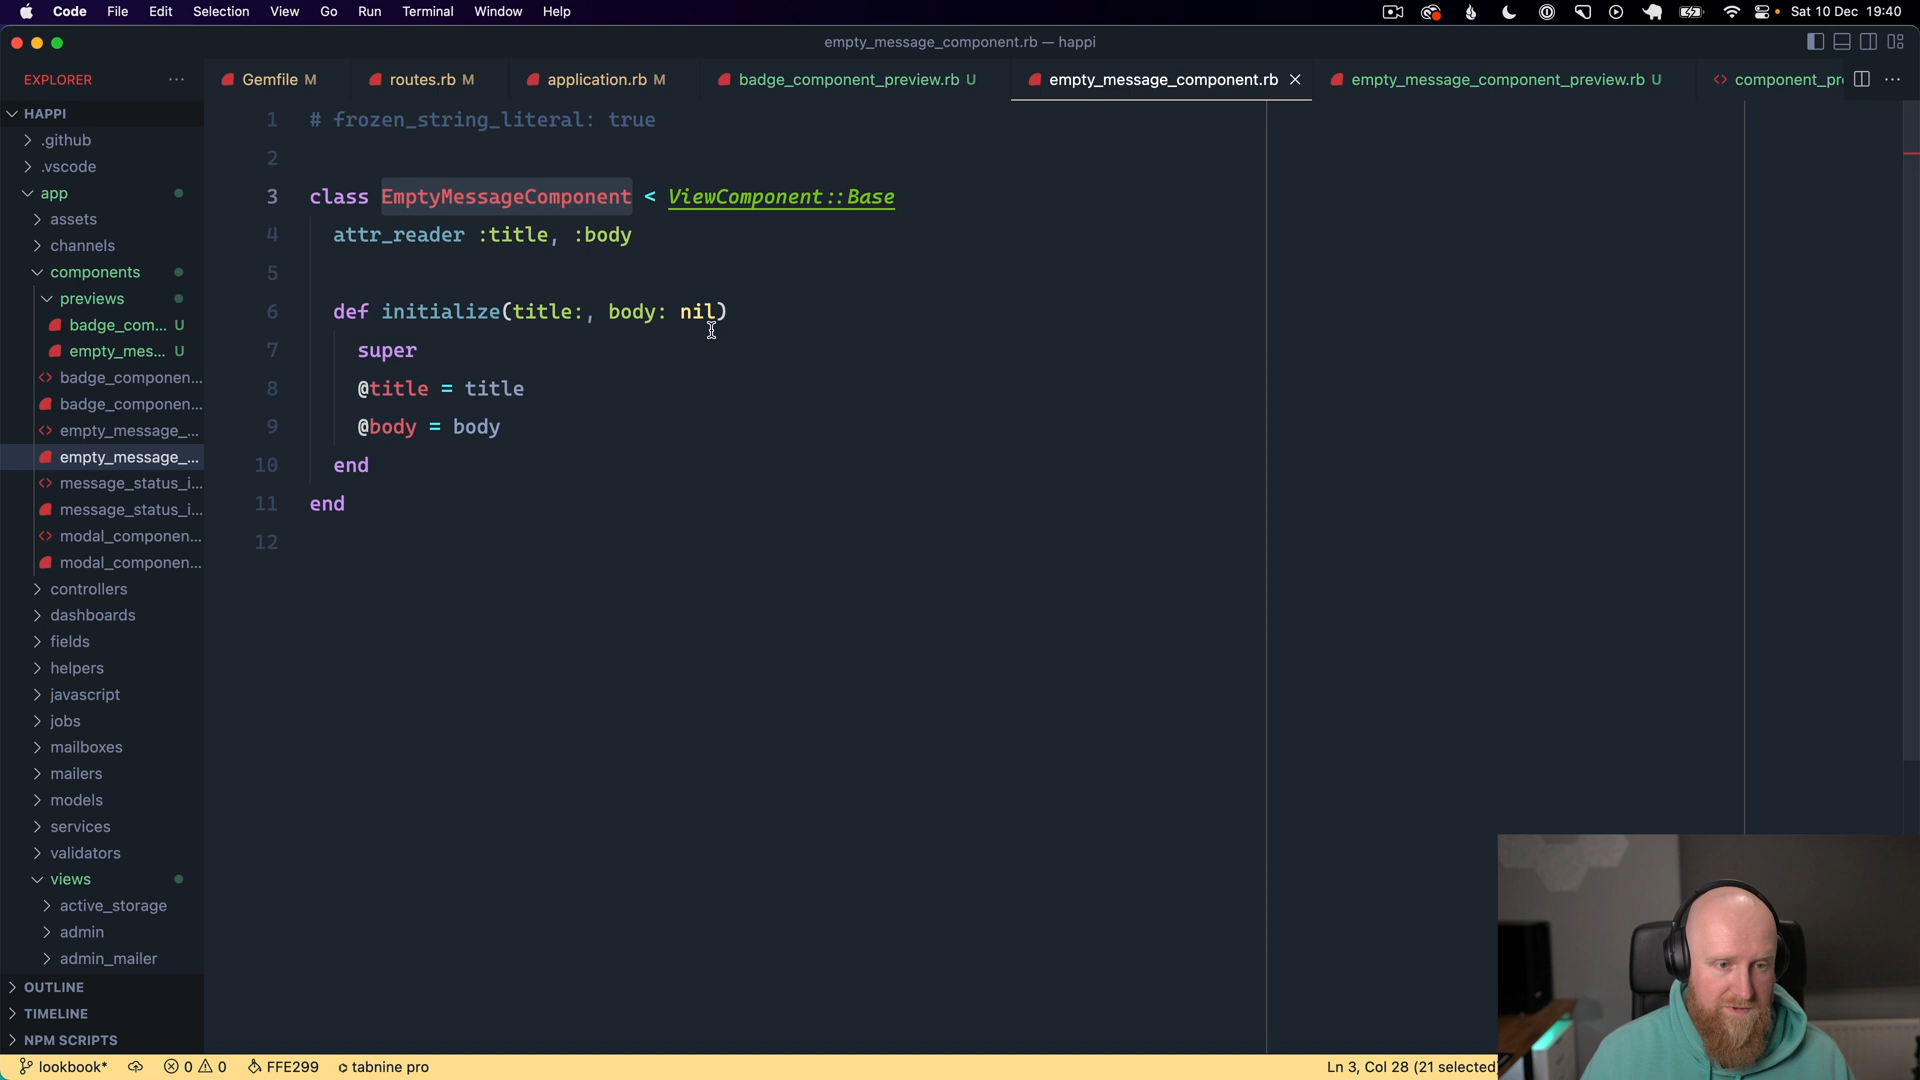 Code File Edit Selection View Go Run Terminal Window Help Sat 10 Dec 19:40
empty_message_component.rb — happi
EXPLORER
Gemfile M routes.rb M application.rb M badge_component_preview.rb U empty_message_component.rb empty_message_component_preview.rb U component_pr
HAPPI
.github
.vscode
app
assets
channels
components
previews
badge_com... U
empty_mes... U
badge_componen...
badge_componen...
empty_message_...
empty_message_...
message_status_i...
message_status_i...
modal_componen...
modal_componen...
controllers
dashboards
fields
helpers
javascript
jobs
mailboxes
mailers
models
services
validators
views
active_storage
admin
admin_mailer
OUTLINE
TIMELINE
NPM SCRIPTS
1 # frozen_string_literal: true
2
3 class EmptyMessageComponent < ViewComponent::Base
4 attr_reader :title, :body
5
6 def initialize(title:, body: nil)
7 super
8 @title = title
9 @body = body
10 end
11 end
12
lookbook* 0 0 FFE299 tabnine pro Ln 3, Col 28 (21 selected)